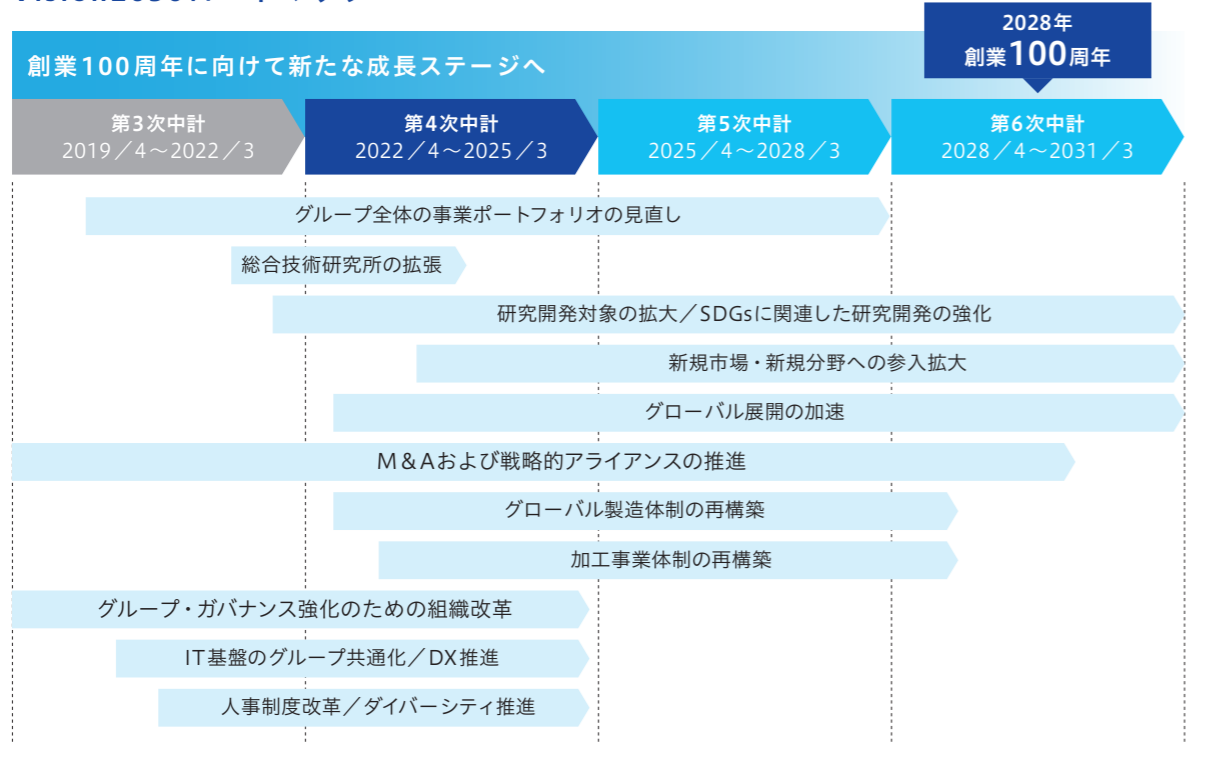 2028年
創業100周年
創業100周年に向けて新たな成長ステージへ
第3次中計
2019／4～2022／3
第4次中計
2022／4～2025／3
第5次中計
2025／4～2028／3
第6次中計
2028／4～2031／3
グループ全体の事業ポートフォリオの見直し
総合技術研究所の拡張
研究開発対象の拡大／SDGsに関連した研究開発の強化
新規市場・新規分野への参入拡大
グローバル展開の加速
M＆Aおよび戦略的アライアンスの推進
グローバル製造体制の再構築
加工事業体制の再構築
グループ・ガバナンス強化のための組織改革
IT基盤のグループ共通化／DX推進
人事制度改革／ダイバーシティ推進